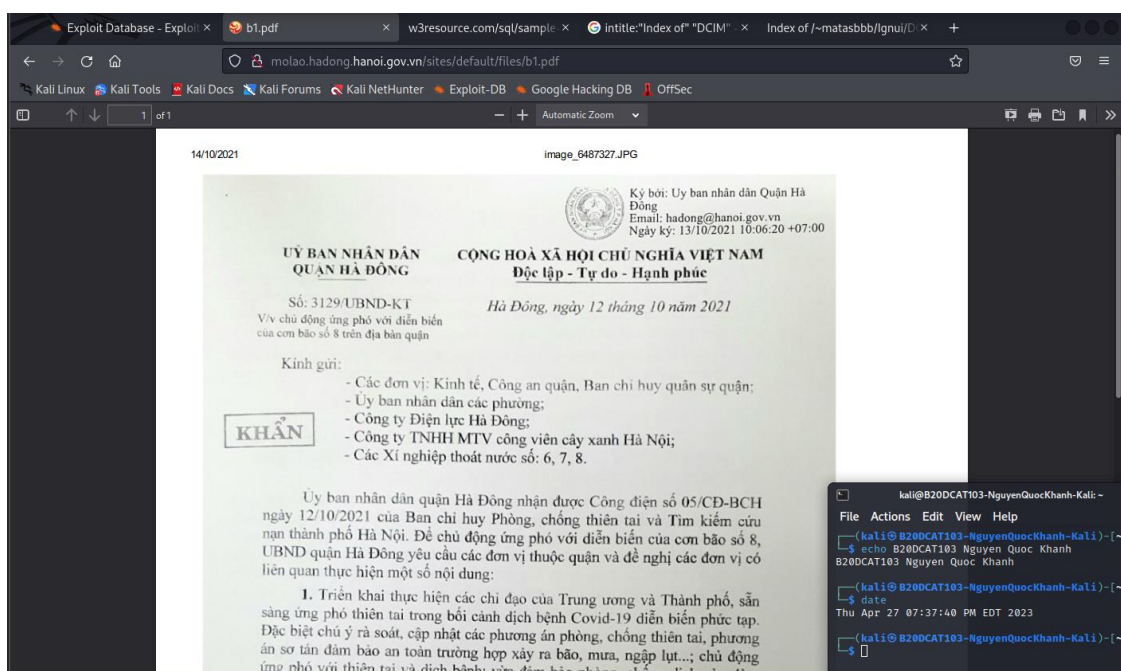 Exploit Database - Exploit
b1.pdf
w3resource.com/sql/sample
intitle:"Index of" "DCIM"
Index of /~matasbbb/Ignui/D
molao.hadong.hanoi.gov.vn/sites/default/files/b1.pdf
Kali Linux
Kali Tools
Kali Docs
Kali Forums
Kali NetHunter
Exploit-DB
Google Hacking DB
OffSec
1 of 1
Automatic Zoom
14/10/2021
image_6487327.JPG
Ký bởi: Uỷ ban nhân dân Quận Hà
Đông
Email: hadong@hanoi.gov.vn
Ngày ký: 13/10/2021 10:06:20 +07:00
UỶ BAN NHÂN DÂN
QUẬN HÀ ĐÔNG
CỘNG HOÀ XÃ HỘI CHỦ NGHĨA VIỆT NAM
Độc lập - Tự do - Hạnh phúc
Số: 3129/UBND-KT
V/v chủ động ứng phó với diễn biến
của cơn bão số 8 trên địa bàn quận
Hà Đông, ngày 12 tháng 10 năm 2021
Kính gửi:
- Các đơn vị: Kinh tế, Công an quận, Ban chỉ huy quân sự quận;
- Ủy ban nhân dân các phường;
- Công ty Điện lực Hà Đông;
- Công ty TNHH MTV công viên cây xanh Hà Nội;
- Các Xí nghiệp thoát nước số: 6, 7, 8.
KHẨN
Ủy ban nhân dân quận Hà Đông nhận được Công điện số 05/CĐ-BCH
ngày 12/10/2021 của Ban chỉ huy Phòng, chống thiên tai và Tìm kiếm cứu
nạn thành phố Hà Nội. Để chủ động ứng phó với diễn biến của cơn bão số 8,
UBND quận Hà Đông yêu cầu các đơn vị thuộc quận và đề nghị các đơn vị có
liên quan thực hiện một số nội dung:
1. Triển khai thực hiện các chỉ đạo của Trung ương và Thành phố, sẵn
sàng ứng phó thiên tai trong bối cảnh dịch bệnh Covid-19 diễn biến phức tạp.
Đặc biệt chú ý rà soát, cập nhật các phương án phòng, chống thiên tai, phương
án sơ tán đảm bảo an toàn trường hợp xảy ra bão, mưa, ngập lụt...; chủ động
ứng phó với thiên tai và dịch bệnh;
kali@B20DCAT103-NguyenQuocKhanh-Kali: ~
File Actions Edit View Help
(kali㉿B20DCAT103-NguyenQuocKhanh-Kali)-[~
$ echo B20DCAT103 Nguyen Quoc Khanh
B20DCAT103 Nguyen Quoc Khanh
(kali㉿B20DCAT103-NguyenQuocKhanh-Kali)-[~
$ date
Thu Apr 27 07:37:40 PM EDT 2023
(kali㉿B20DCAT103-NguyenQuocKhanh-Kali)-[~
$